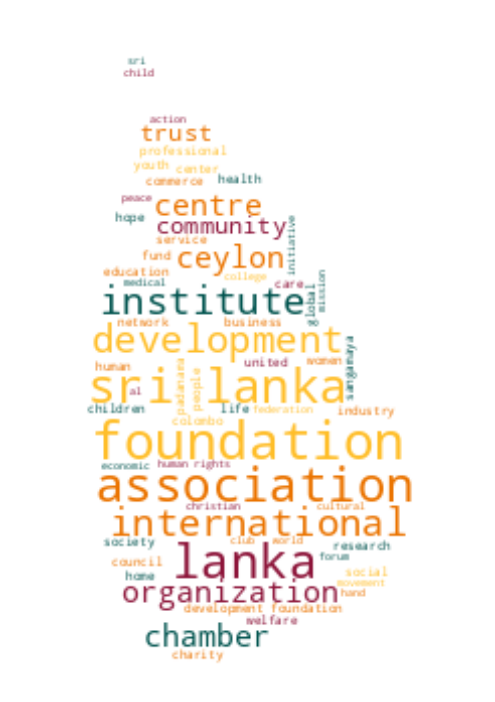 sri
child
action
trust
professional
youth center
commerce health
peace centre
hope community
service initiative
fund ceylon
education college
medical care mission
institute global
network business
development
united women sangamaya
human
sri lanka
al padanama people
children life federation industry
colombo
foundation
economic human rights
association
christian cultural
international
society club world research
lanka forum
council social
home movement
organization hand
development foundation
welfare
chamber
charity